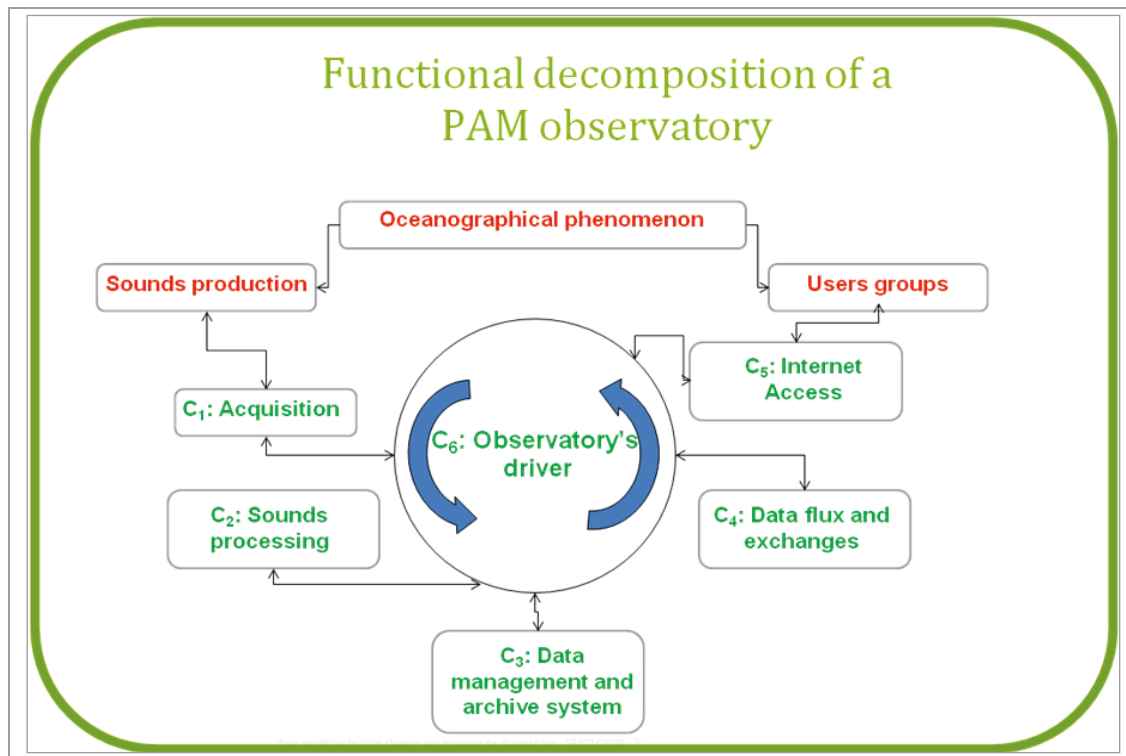 Functional decomposition of a
PAM observatory
Oceanographical phenomenon
Sounds production
Users groups
C₅: Internet
Access
C₁: Acquisition
C₆: Observatory's
driver
C₂: Sounds
processing
C₄: Data flux and
exchanges
C₃: Data
management and
archive system